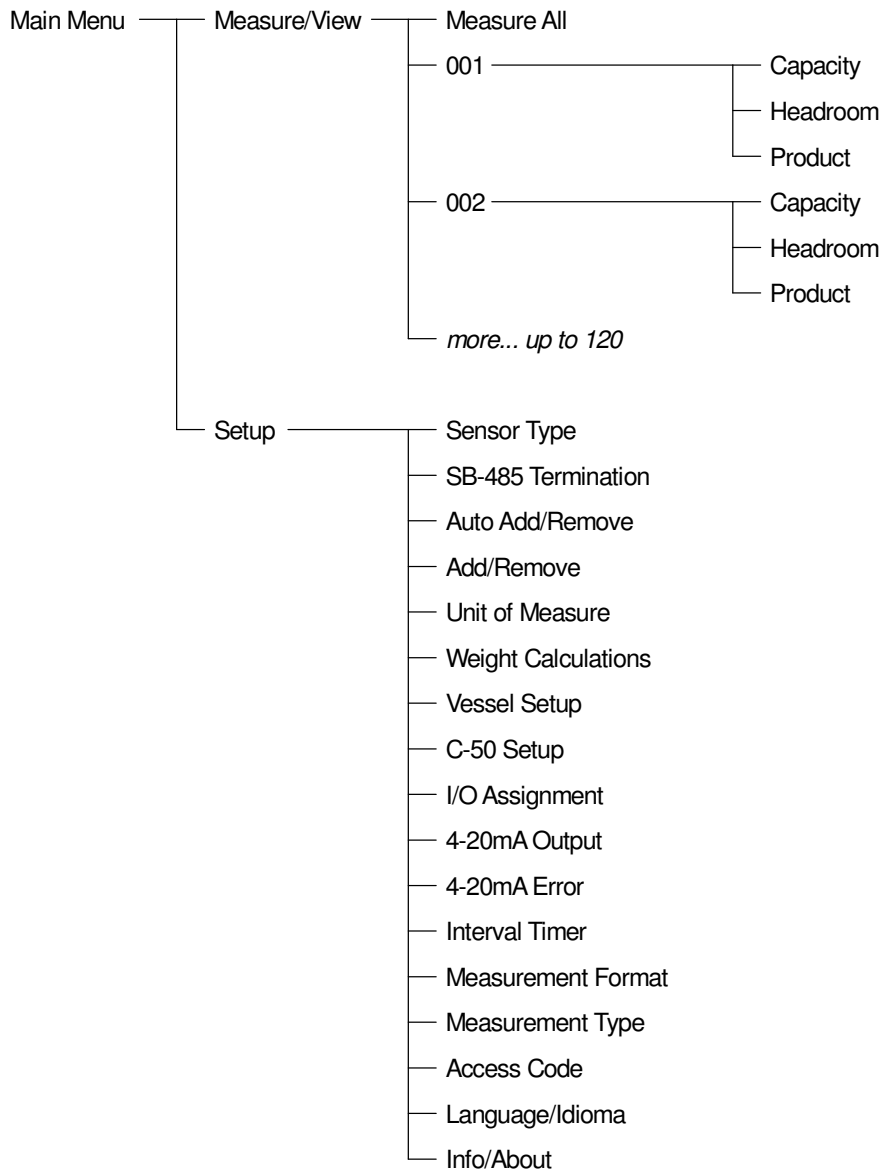 Main Menu Measure/View Measure All
001 Capacity
Headroom
Product
002 Capacity
Headroom
Product
more... up to 120
Setup Sensor Type
SB-485 Termination
Auto Add/Remove
Add/Remove
Unit of Measure
Weight Calculations
Vessel Setup
C-50 Setup
I/O Assignment
4-20mA Output
4-20mA Error
Interval Timer
Measurement Format
Measurement Type
Access Code
Language/Idioma
Info/About